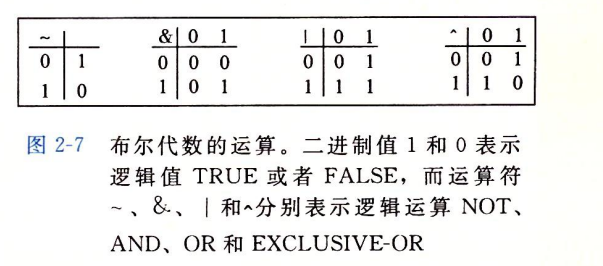 ~ & 0 1 | 0 1 ^ 0 1
0 1 0 0 0 0 0 1 0 0 1
1 0 1 0 1 1 1 1 1 1 0
图 2-7 布尔代数的运算。二进制值 1 和 0 表示
逻辑值 TRUE 或者 FALSE，而运算符
~、&、| 和^分别表示逻辑运算 NOT、
AND、OR 和 EXCLUSIVE-OR